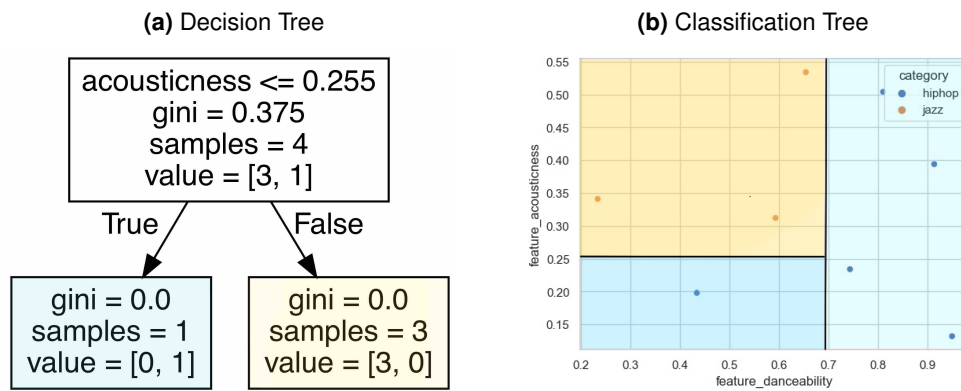 (a) Decision Tree
acousticness <= 0.255
gini = 0.375
samples = 4
value = [3, 1]
True
False
gini = 0.0
samples = 1
value = [0, 1]
gini = 0.0
samples = 3
value = [3, 0]
(b) Classification Tree
category
hiphop
jazz
feature_acousticness
0.55
0.50
0.45
0.40
0.35
0.30
0.25
0.20
0.15
0.2 0.3 0.4 0.5 0.6 0.7 0.8 0.9
feature_danceability